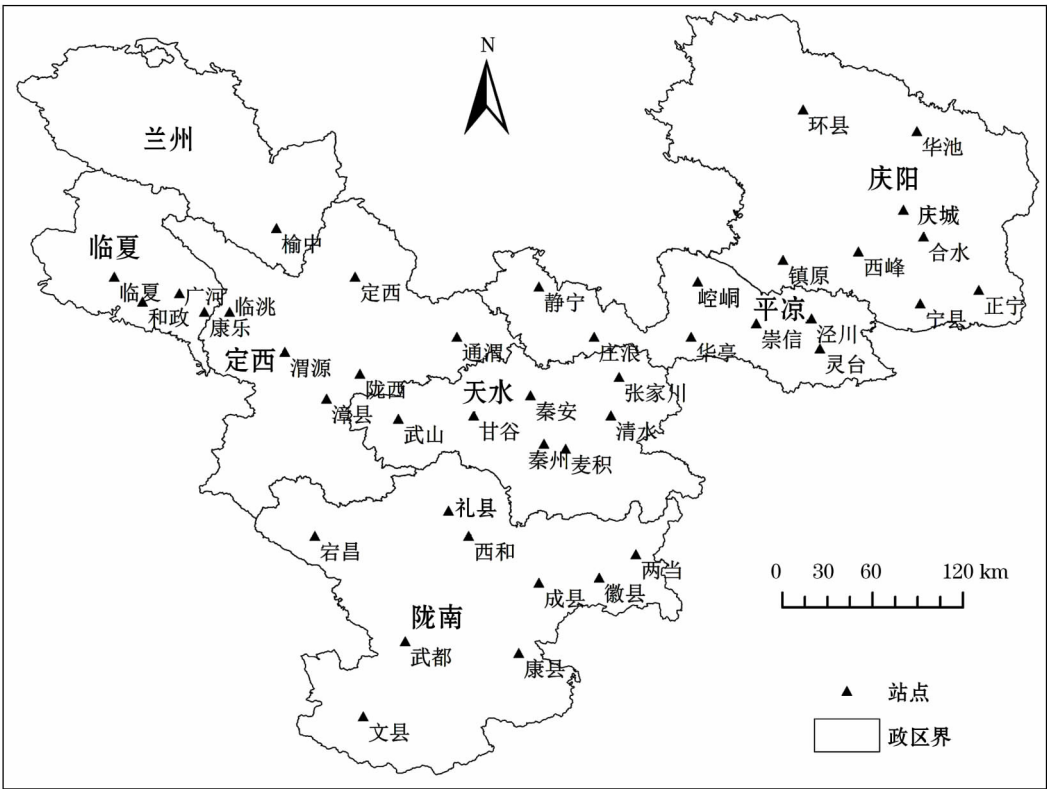 N
兰州
环县
华池
庆阳
庆城
合水
临夏
榆中
镇原
西峰
临夏
广河
定西
静宁
崆峒
正宁
和政
康乐
临洮
平凉
宁县
定西
渭源
通渭
庄浪
华亭
崇信
泾川
灵台
陇西
天水
张家川
漳县
武山
甘谷
秦安
清水
秦州
麦积
礼县
宕昌
西和
两当
成县
徽县
0 30 60 120 km
陇南
武都
康县
站点
文县
政区界